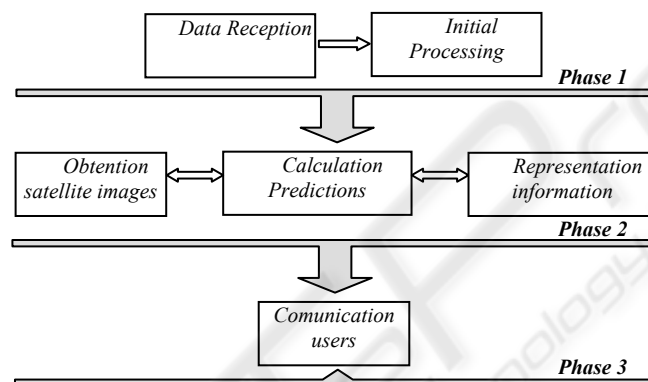 Data Reception
Initial
Processing
Phase 1
Obtention
satellite images
Calculation
Predictions
Representation
information
Phase 2
Comunication
users
Phase 3